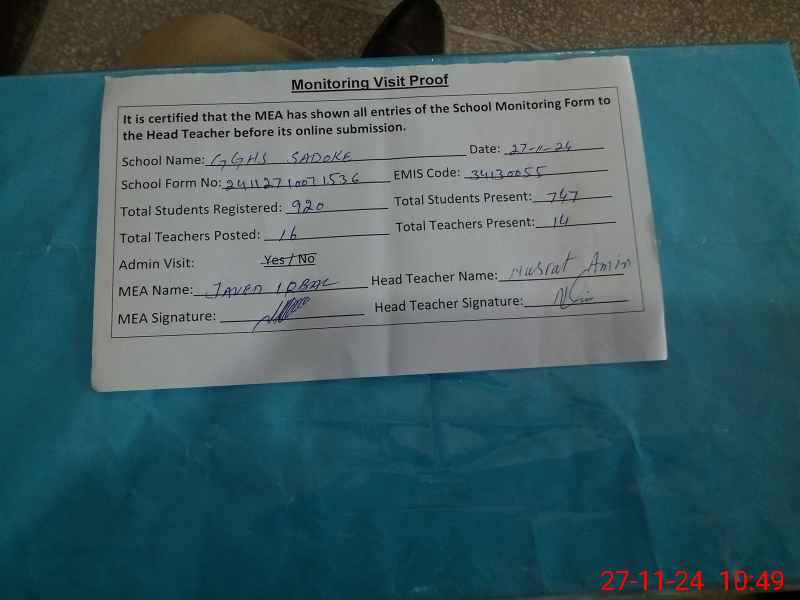 Monitoring Visit Proof
It is certified that the MEA has shown all entries of the School Monitoring Form to
the Head Teacher before its online submission.
School Name: GGHS SADOKE Date: 27-11-24
School Form No: 24112710071536 EMIS Code: 34130055
Total Students Registered: 920 Total Students Present: 747
Total Teachers Posted: 16 Total Teachers Present: 14
Admin Visit: Yes / No
MEA Name: JAVED IQBAL Head Teacher Name: Nusrat Amin
MEA Signature: Head Teacher Signature:
27-11-24 10:49